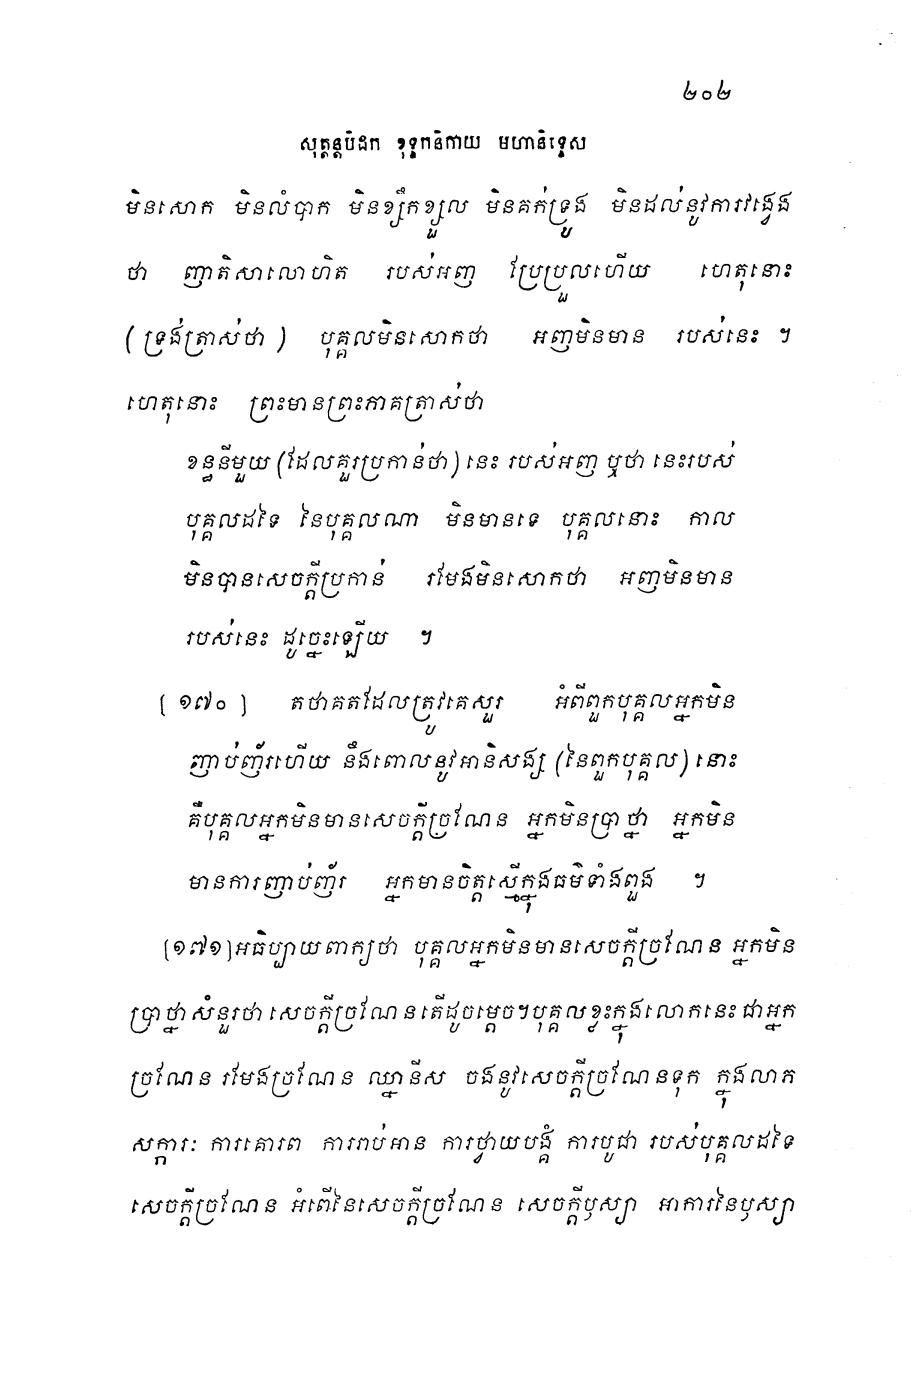 ២០២
សុត្តន្តបិដក ខុទ្ទកនិកាយ មហានិទ្ទេស
មិនសោក មិនលំបាក មិនខ្សឹកខ្សួល មិនគក់ទ្រូង មិនដល់នូវការវង្វេង
ថា ញាតិសាលោហិត របស់អញ ប្រែប្រួលហើយ ហេតុនោះ
(ទ្រង់ត្រាស់ថា) បុគ្គលមិនសោកថា អញមិនមាន របស់នេះ ។
ហេតុនោះ ព្រះមានព្រះភាគត្រាស់ថា
ខន្ធនីមួយ (ដែលគួរប្រកាន់ថា) នេះ របស់អញ ឬថា នេះរបស់
បុគ្គលដទៃ នៃបុគ្គលណា មិនមានទេ បុគ្គលនោះ កាល
មិនបានសេចក្តីប្រកាន់ រមែងមិនសោកថា អញមិនមាន
របស់នេះ ដូច្នេះឡើយ ។
[១៧០] តថាគតដែលត្រូវគេសួរ អំពីពួកបុគ្គលអ្នកមិន
ញាប់ញ័រហើយ នឹងពោលនូវអានិសង្ស (នៃពួកបុគ្គល) នោះ
គឺបុគ្គលអ្នកមិនមានសេចក្តីច្រណែន អ្នកមិនប្រាថ្នា អ្នកមិន
មានការញាប់ញ័រ អ្នកមានចិត្តស្មើក្នុងធម៌ទាំងពួង ។
[១៧១] អធិប្បាយពាក្យថា បុគ្គលអ្នកមិនមានសេចក្តីច្រណែន អ្នកមិន
ប្រាថ្នា សំនួរថា សេចក្តីច្រណែនតើដូចម្តេច។ បុគ្គលខ្លះក្នុងលោកនេះ ជាអ្នក
ច្រណែន រមែងច្រណែន ឈ្នានីស ចងនូវសេចក្តីច្រណែនទុក ក្នុងលាភ
សក្ការៈ ការគោរព ការរាប់អាន ការថ្វាយបង្គំ ការបូជា របស់បុគ្គលដទៃ
សេចក្តីច្រណែន អំពើនៃសេចក្តីច្រណែន សេចក្តីឫស្យា អាការនៃឫស្យា